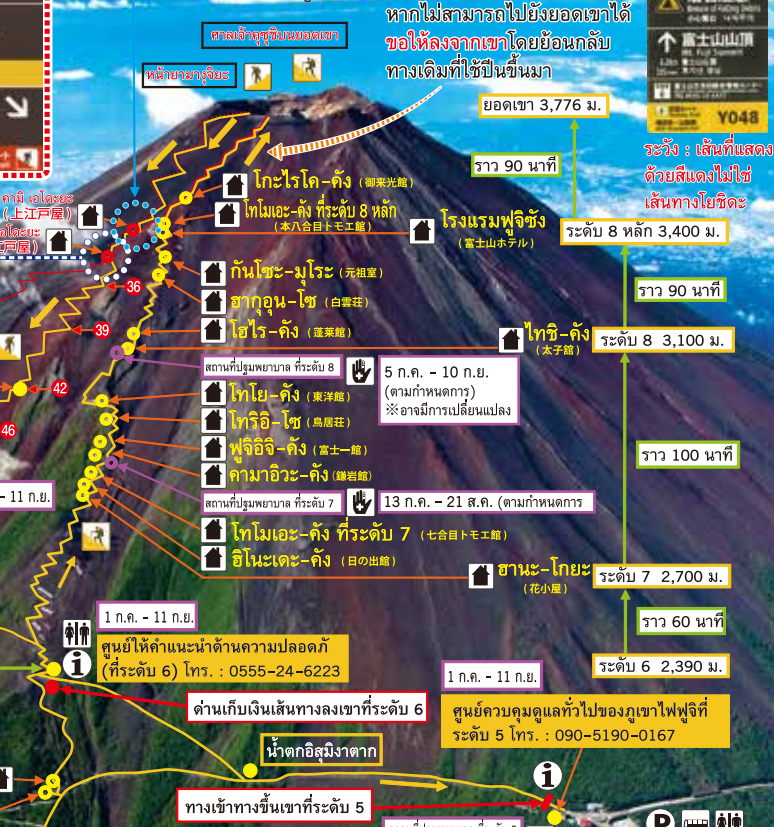 หากไม่สามารถไปยังยอดเขาได้
ขอให้ลงจากเขาโดยย้อนกลับ
ทางเดิมที่ใช้ปีนขึ้นมา
ศาลเจ้าคุซุชิบนยอดเขา
หน้ายามางุจิยะ
富士山山頂
Mt. Fuji Summit
Y048
ระวัง : เส้นที่แสดง
ด้วยสีแดงไม่ใช่
เส้นทางโยชิดะ
ยอดเขา 3,776 ม.
ราว 90 นาที
ระดับ 8 หลัก 3,400 ม.
ราว 90 นาที
ระดับ 8 3,100 ม.
ราว 100 นาที
ระดับ 7 2,700 ม.
ราว 60 นาที
ระดับ 6 2,390 ม.
คามิ เอโดะยะ
(上江戸屋)
เอโดะยะ
江戸屋)
โกะไรโค-คัง (御来光館)
โทโมเอะ-คัง ที่ระดับ 8 หลัก
(本八合目トモエ館)
โรงแรมฟูจิซัง
(富士山ホテル)
กันโซะ-มุโระ (元祖室)
ฮากุอุน-โซ (白雲荘)
โฮไร-คัง (蓬莱館)
ไทชิ-คัง
(太子館)
36
39
42
46
สถานที่ปฐมพยาบาล ที่ระดับ 8
5 ก.ค. - 10 ก.ย.
(ตามกำหนดการ)
※อาจมีการเปลี่ยนแปลง
โทโย-คัง (東洋館)
โทริอิ-โซ (鳥居荘)
ฟูจิอิจิ-คัง (富士一館)
คามาอิวะ-คัง (鎌岩館)
- 11 ก.ย.
สถานที่ปฐมพยาบาล ที่ระดับ 7
13 ก.ค. - 21 ส.ค. (ตามกำหนดการ
โทโมเอะ-คัง ที่ระดับ 7 (七合目トモエ館)
ฮิโนะเดะ-คัง (日の出館)
ฮานะ-โกยะ
(花小屋)
1 ก.ค. - 11 ก.ย.
ศูนย์ให้คำแนะนำด้านความปลอดภั
(ที่ระดับ 6) โทร. : 0555-24-6223
ด่านเก็บเงินเส้นทางลงเขาที่ระดับ 6
1 ก.ค. - 11 ก.ย.
ศูนย์ควบคุมดูแลทั่วไปของภูเขาไฟฟูจิที่
ระดับ 5 โทร. : 090-5190-0167
น้ำตกอิสุมิงาตาก
ทางเข้าทางขึ้นเขาที่ระดับ 5
P